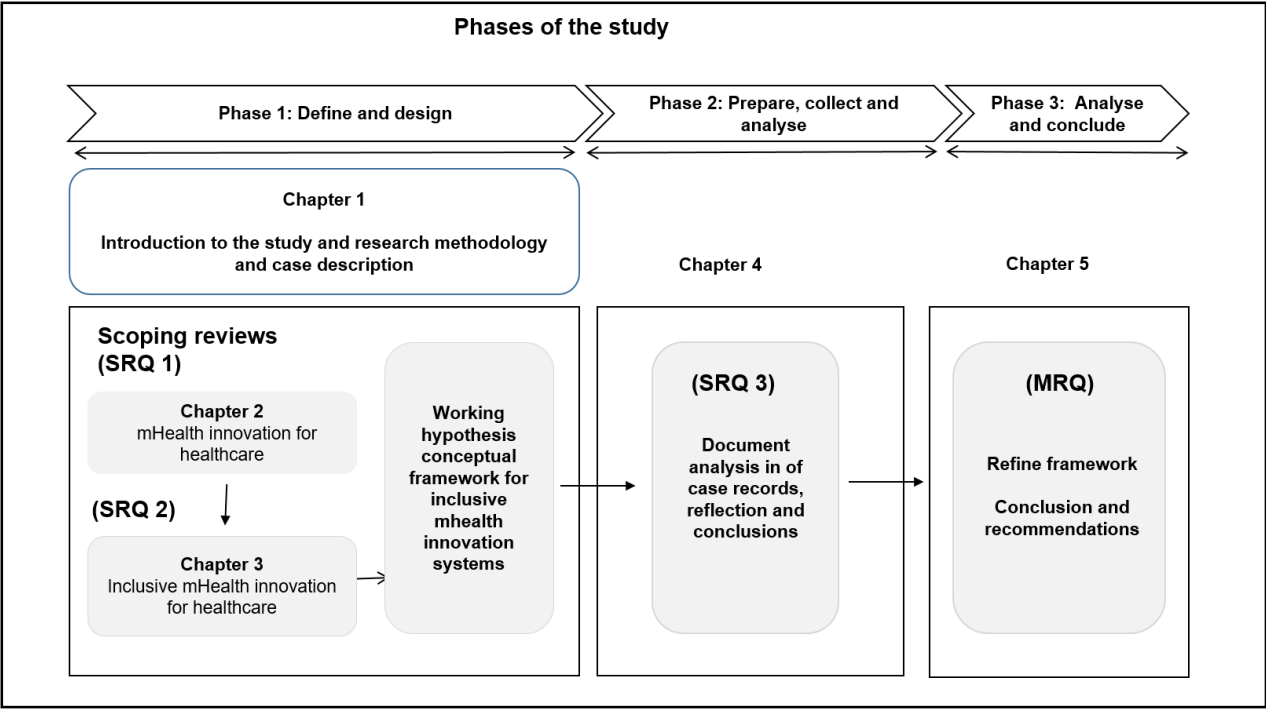 Phases of the study
Phase 1: Define and design
Phase 2: Prepare, collect and
analyse
Phase 3: Analyse
and conclude
Chapter 1
Introduction to the study and research methodology
and case description
Chapter 4
Chapter 5
Scoping reviews
(SRQ 1)
Chapter 2
mHealth innovation for
healthcare
(SRQ 2)
Chapter 3
Inclusive mHealth innovation
for healthcare
Working
hypothesis
conceptual
framework for
inclusive
mhealth
innovation
systems
(SRQ 3)
Document
analysis in of
case records,
reflection and
conclusions
(MRQ)
Refine framework
Conclusion and
recommendations